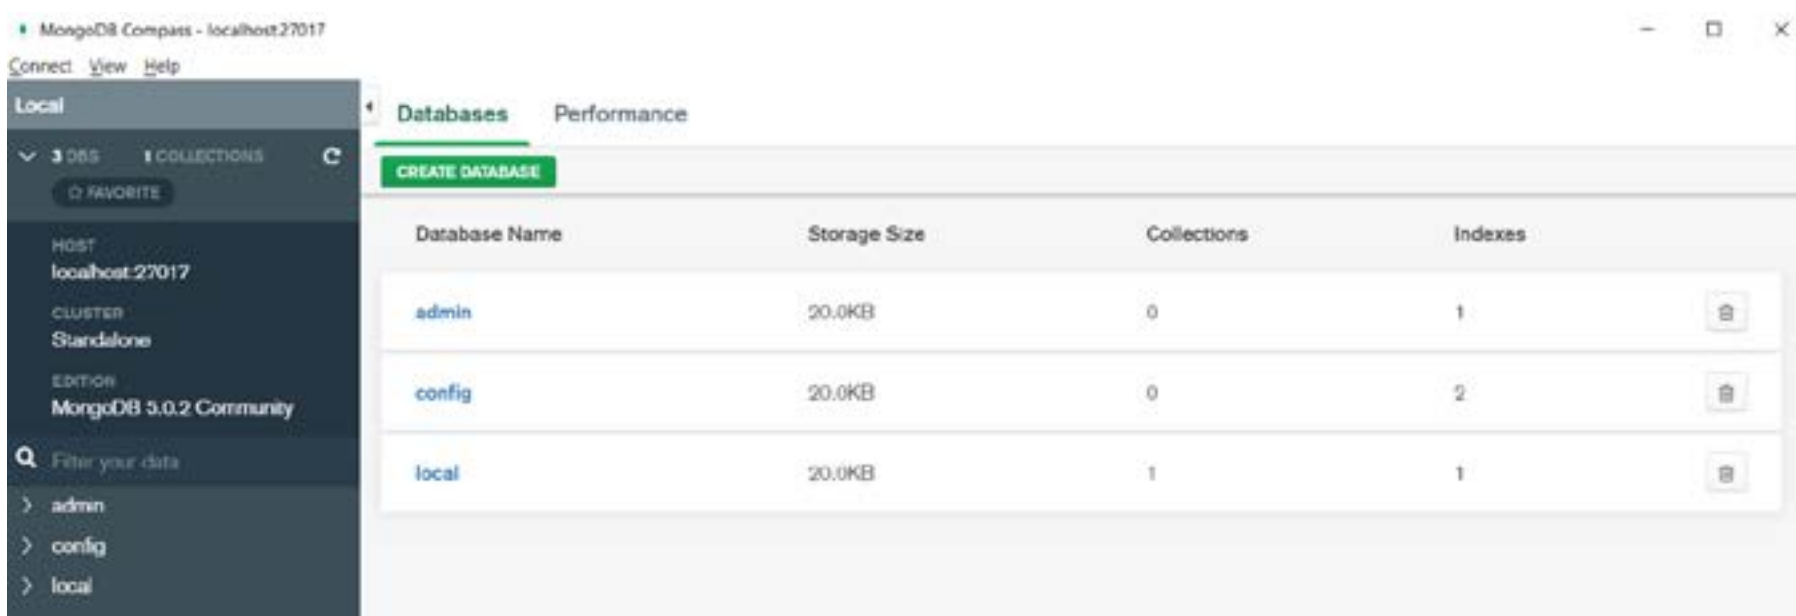 MongoDB Compass - localhost:27017
Connect View Help
Local
3 DBS 1 COLLECTIONS
FAVORITE
HOST
localhost:27017
CLUSTER
Standalone
EDITION
MongoDB 5.0.2 Community
Filter your data
admin
config
local
Databases Performance
CREATE DATABASE
Database Name Storage Size Collections Indexes
admin 20.0KB 0 1
config 20.0KB 0 2
local 20.0KB 1 1